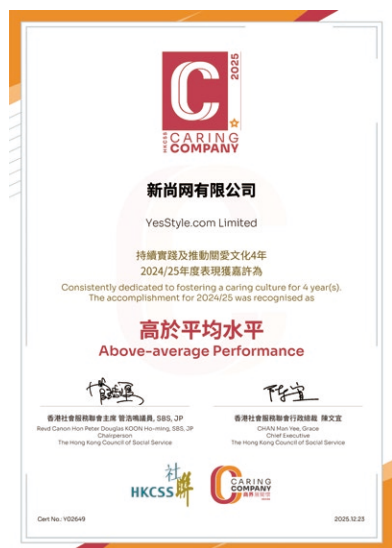 C
2025
HKCSS
CARING
COMPANY
新尚网有限公司
YesStyle.com Limited
持續實踐及推動關愛文化4年
2024/25年度表現獲嘉許為
Consistently dedicated to fostering a caring culture for 4 year(s).
The accomplishment for 2024/25 was recognised as
高於平均水平
Above-average Performance
香港社會服務聯會主席 管浩鳴議員, SBS, JP
Revd Canon Hon Peter Douglas KOON Ho-ming, SBS, JP
Chairperson
The Hong Kong Council of Social Service
香港社會服務聯會行政總裁 陳文宜
CHAN Man Yee, Grace
Chief Executive
The Hong Kong Council of Social Service
社聯
HKCSS
CARING
COMPANY
Cert No.: Y02649
2025.12.23